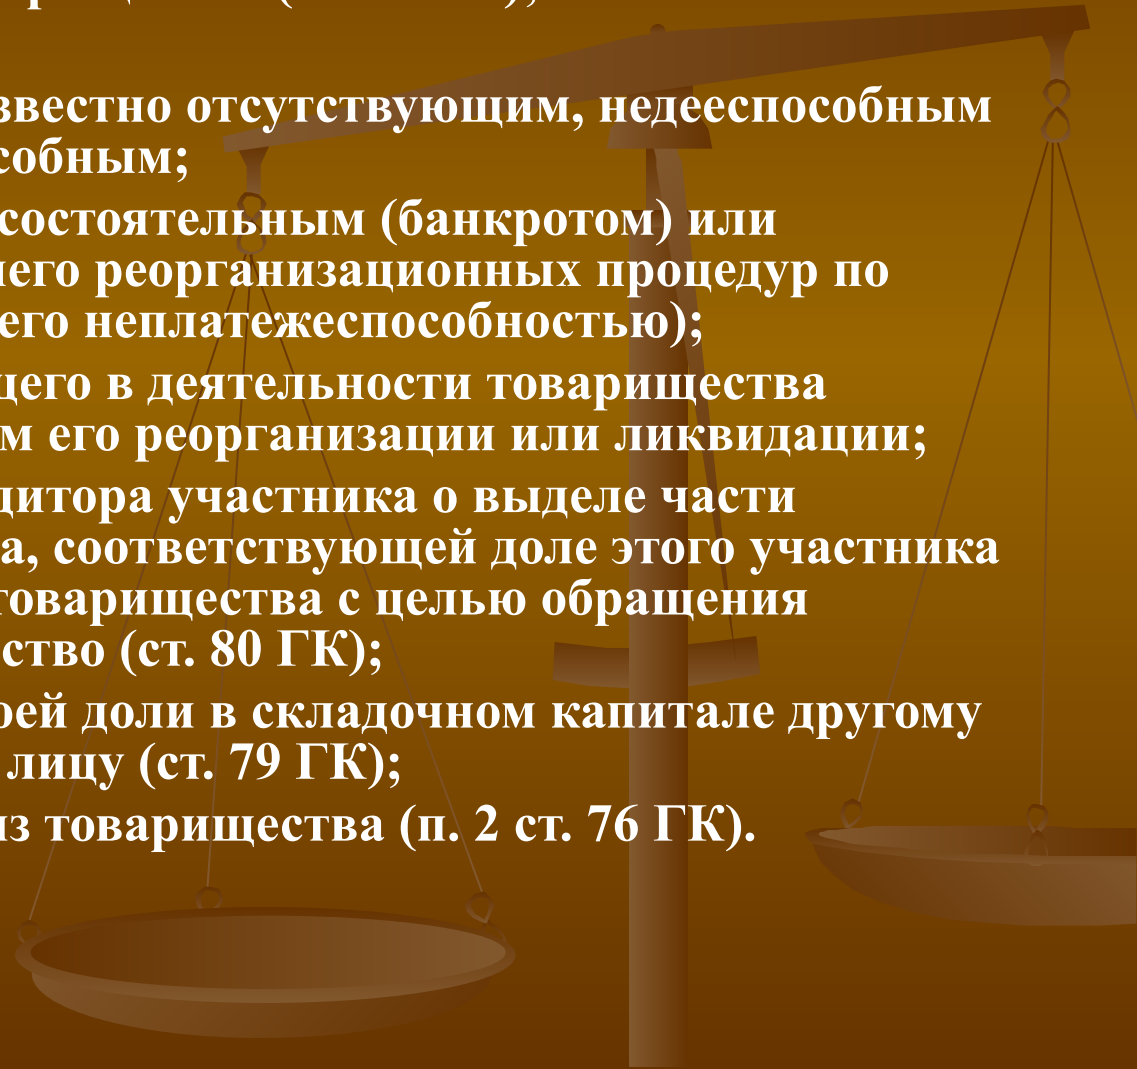 звестно отсутствующим, недееспособным
собным;
состоятельным (банкротом) или
него реорганизационных процедур по
его неплатежеспособностью);
щего в деятельности товарищества
м его реорганизации или ликвидации;
дитора участника о выделе части
а, соответствующей доле этого участника
товарищества с целью обращения
ство (ст. 80 ГК);
оей доли в складочном капитале другому
лицу (ст. 79 ГК);
из товарищества (п. 2 ст. 76 ГК).